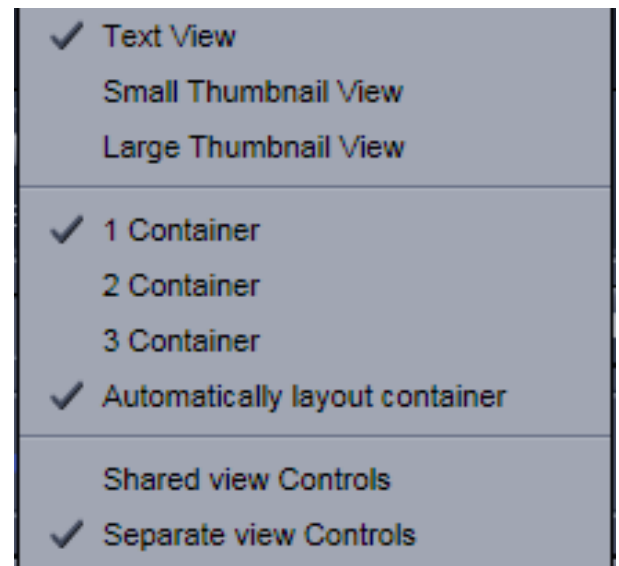 Text View
Small Thumbnail View
Large Thumbnail View
1 Container
2 Container
3 Container
Automatically layout container
Shared view Controls
Separate view Controls